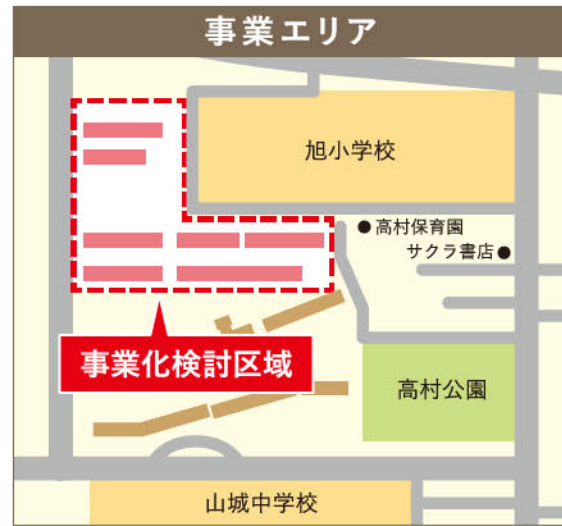 事業エリア
旭小学校
●高村保育園
サクラ書店●
事業化検討区域
高村公園
山城中学校